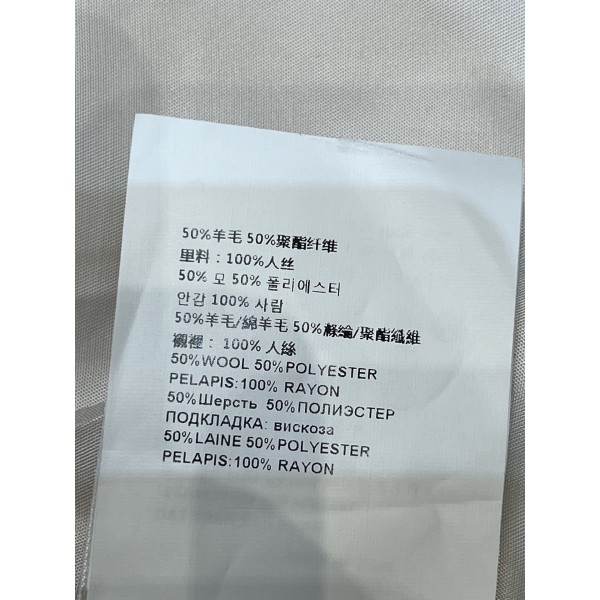 50%羊毛 50%聚酯纤维
里料：100%人丝
50% 모 50% 폴리에스터
안감 100% 사람
50%羊毛/綿羊毛 50%滌綸/聚酯纖維
襯裡： 100% 人絲
50%WOOL 50%POLYESTER
PELAPIS:100% RAYON
50%Шерсть 50%ПОЛИЭСТЕР
ПОДКЛАДКА: вискоза
50%LAINE 50%POLYESTER
PELAPIS:100% RAYON